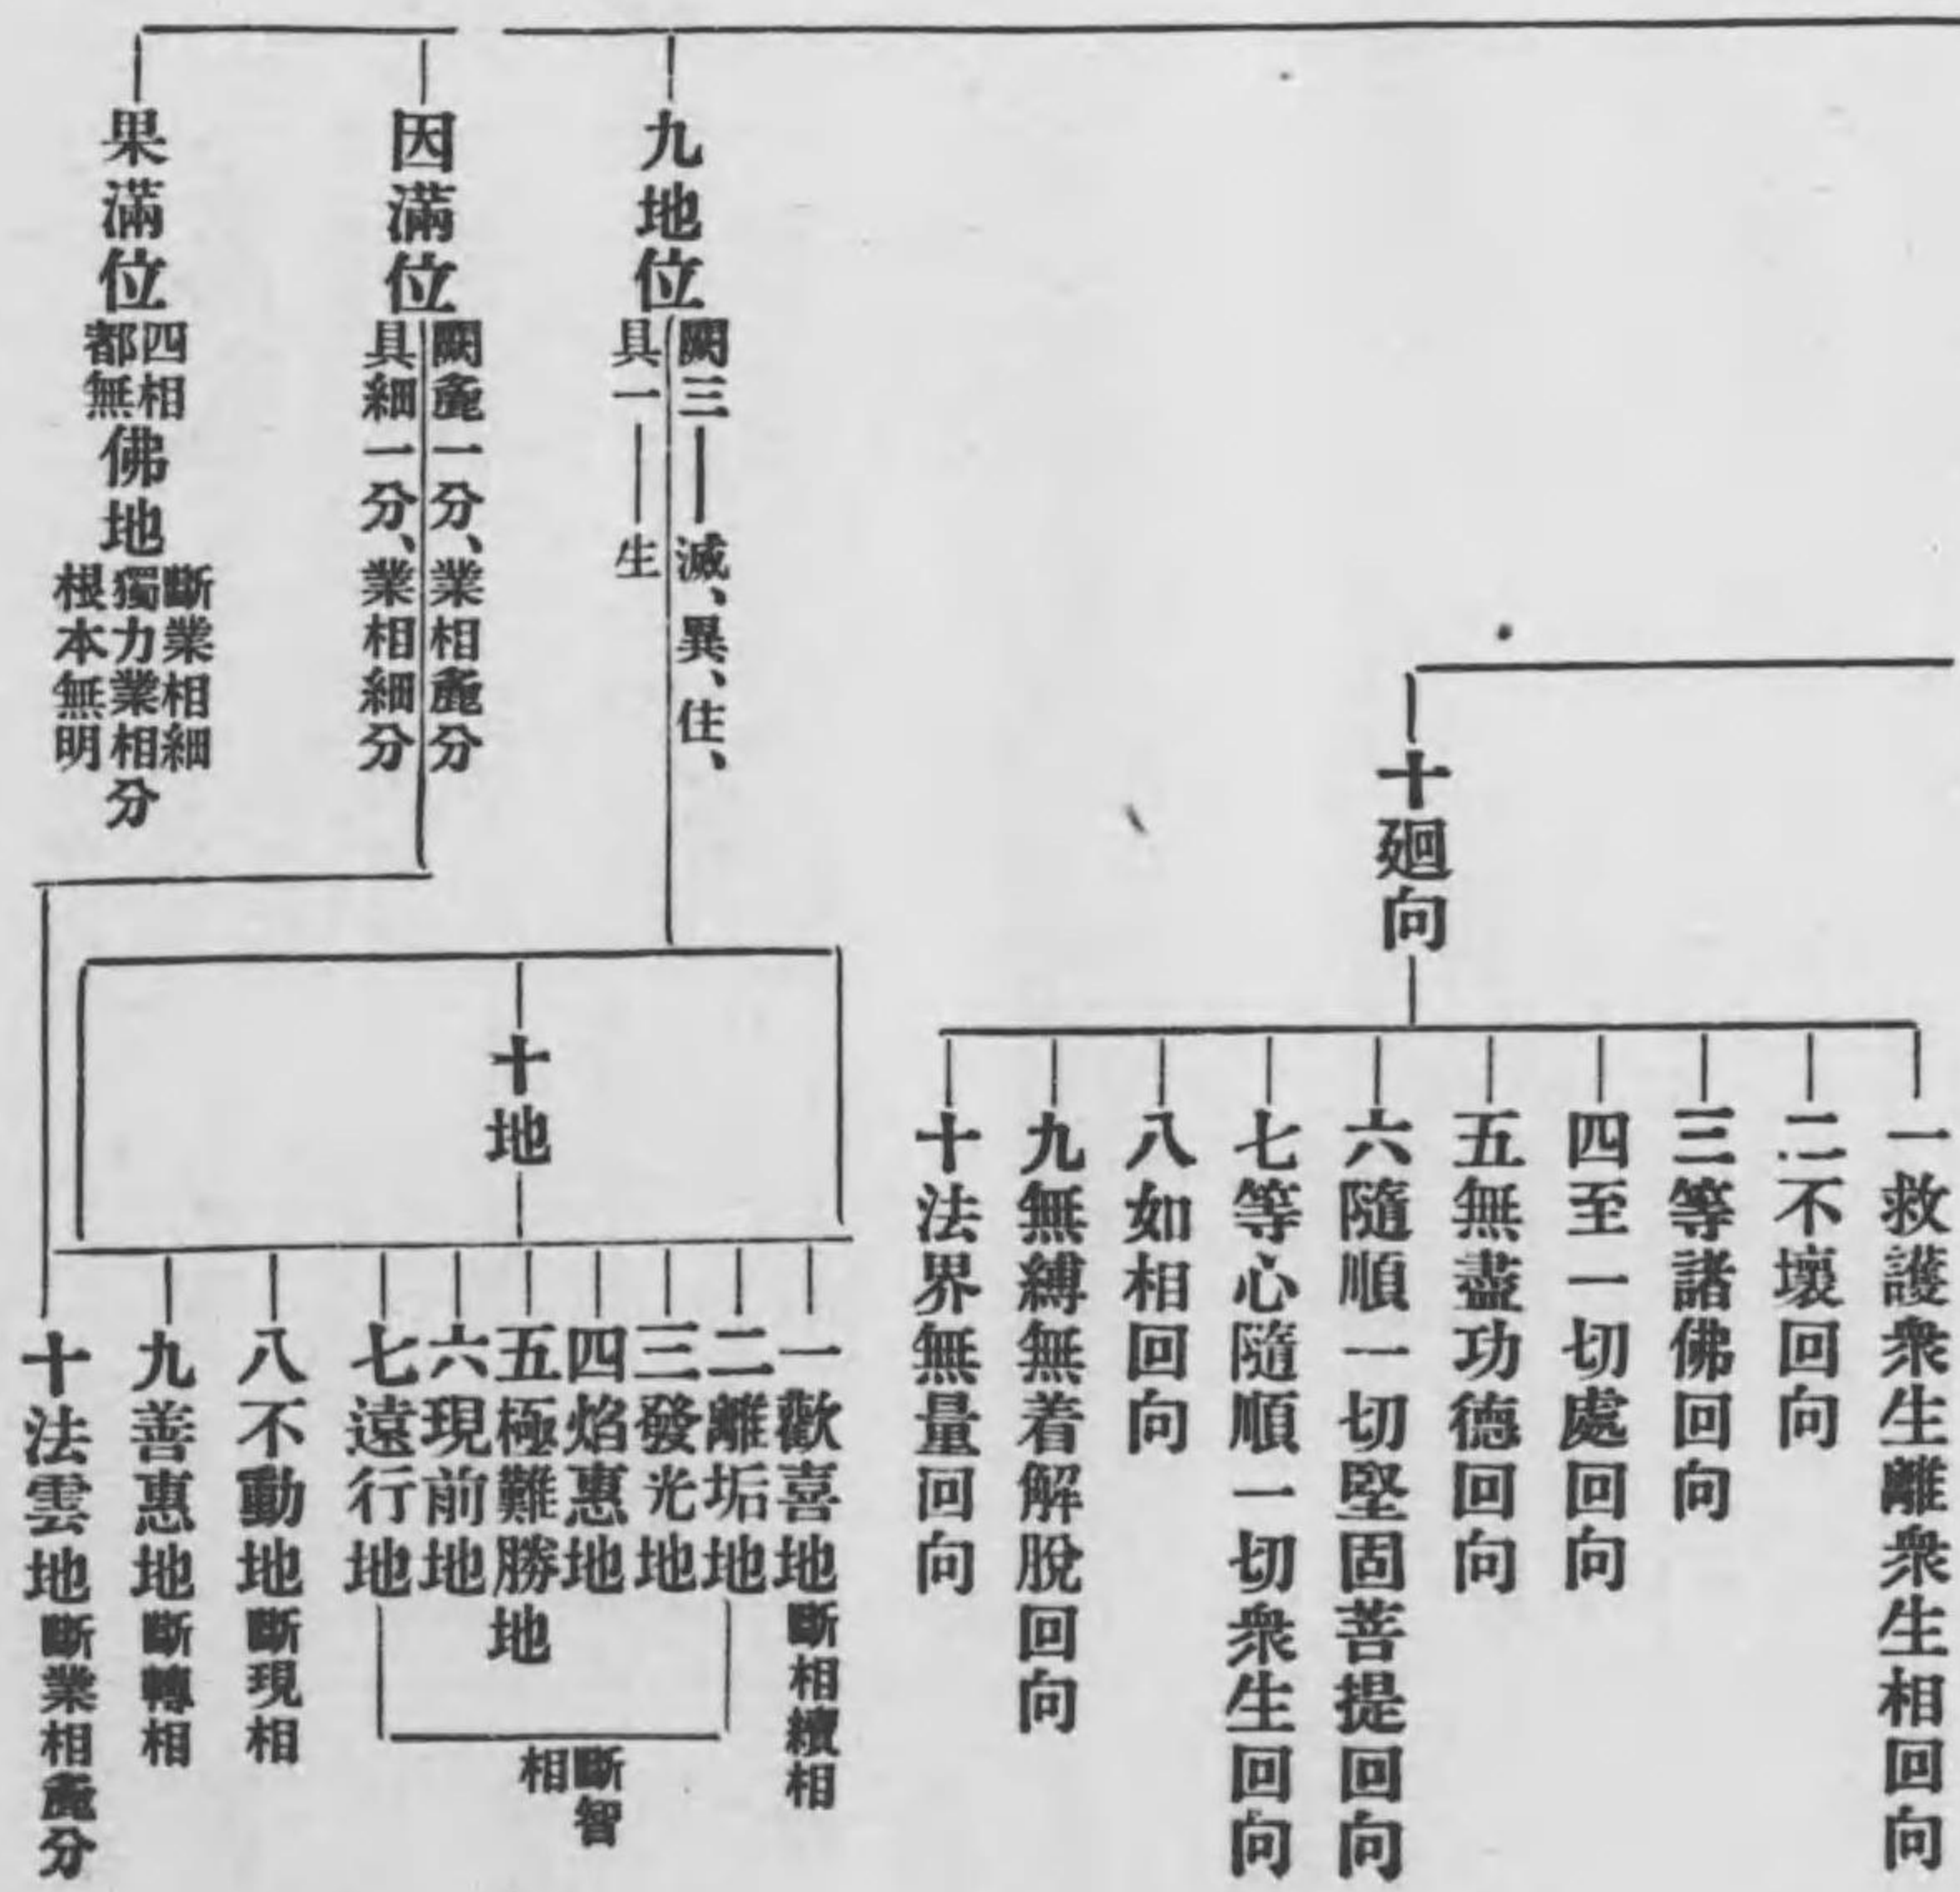 十廻向
一救護衆生離衆生相回向
二不壞回向
三等諸佛回向
四至一切處回向
五無盡功德回向
六隨順一切堅固菩提回向
七等心隨順一切衆生回向
八如相回向
九無縛無着解脫回向
十法界無量回向
九地位
闕三——滅、異、住、
具一——生
十地
一歡喜地
斷相續相
二離垢地
三發光地
四焰惠地
五極難勝地
六現前地
七遠行地
斷智
相
八不動地
斷現相
九善惠地
斷轉相
因滿位
闕麁一分、業相麁分
具細一分、業相細分
十法雲地
斷業相麁分
果滿位
四相
都無
佛地
斷業相細
獨力業相分
根本無明